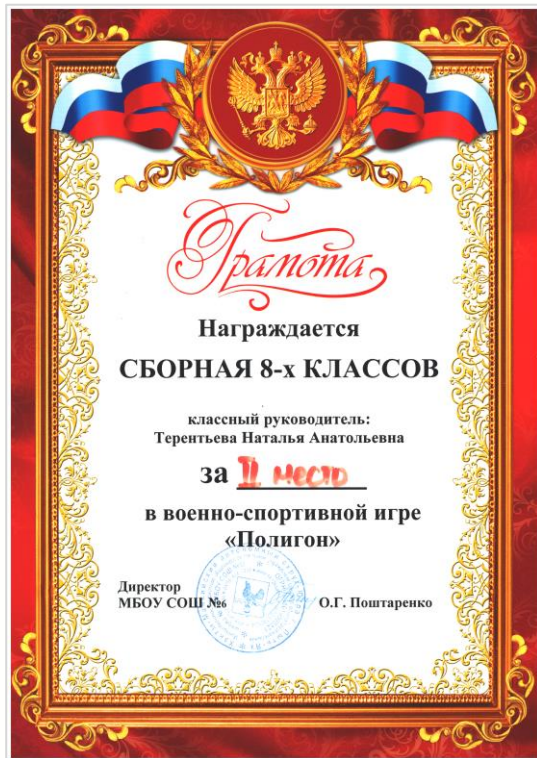 Грамота
Награждается
СБОРНАЯ 8-х КЛАССОВ
классный руководитель:
Терентьева Наталья Анатольевна
за II место
в военно-спортивной игре
«Полигон»
Директор
МБОУ СОШ №6 О.Г. Поштаренко